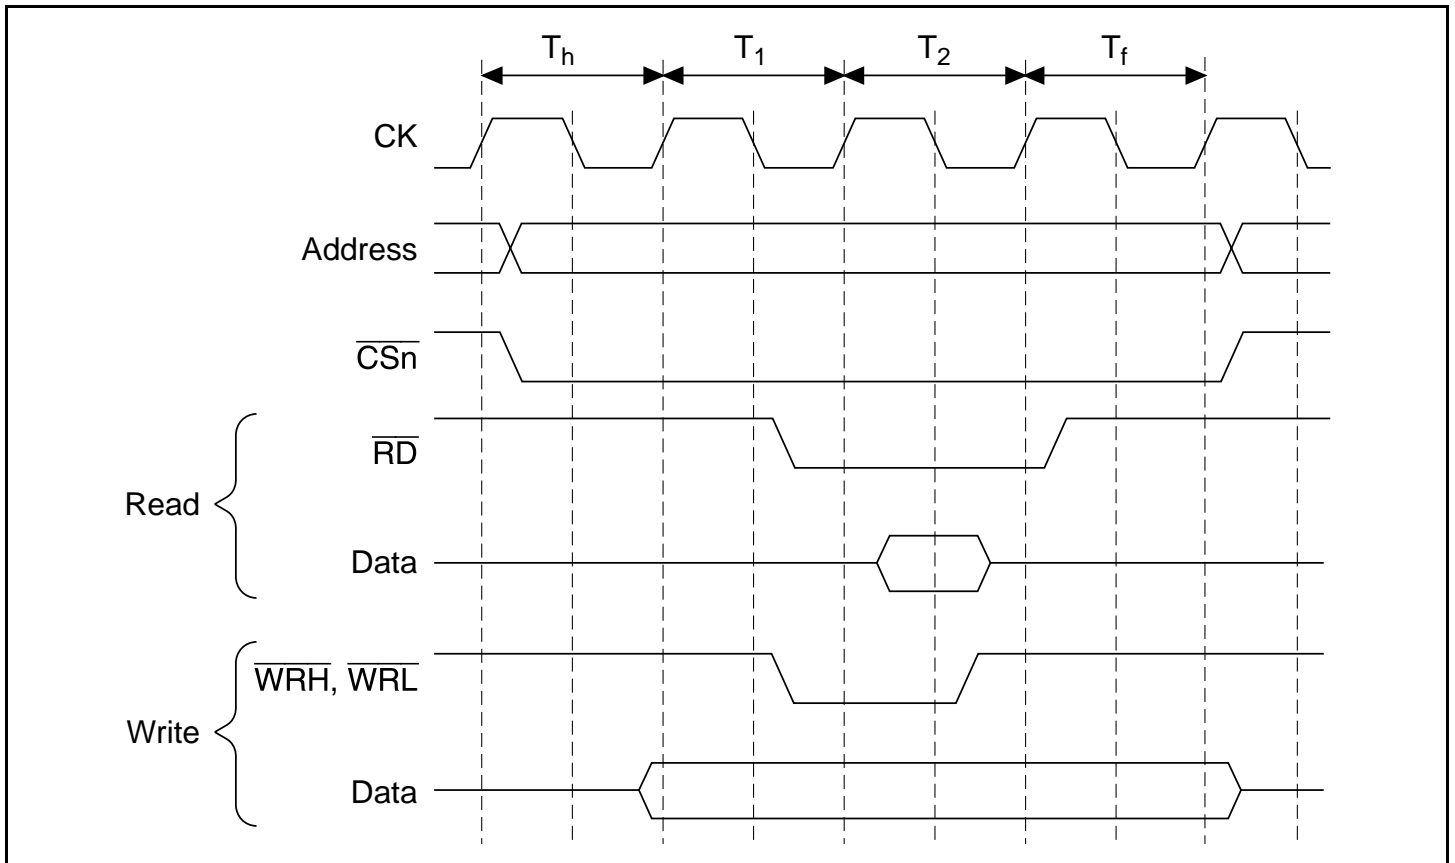 Th T1 T2 Tf
CK
Address
CSn
RD
Read
Data
WRH, WRL
Write
Data